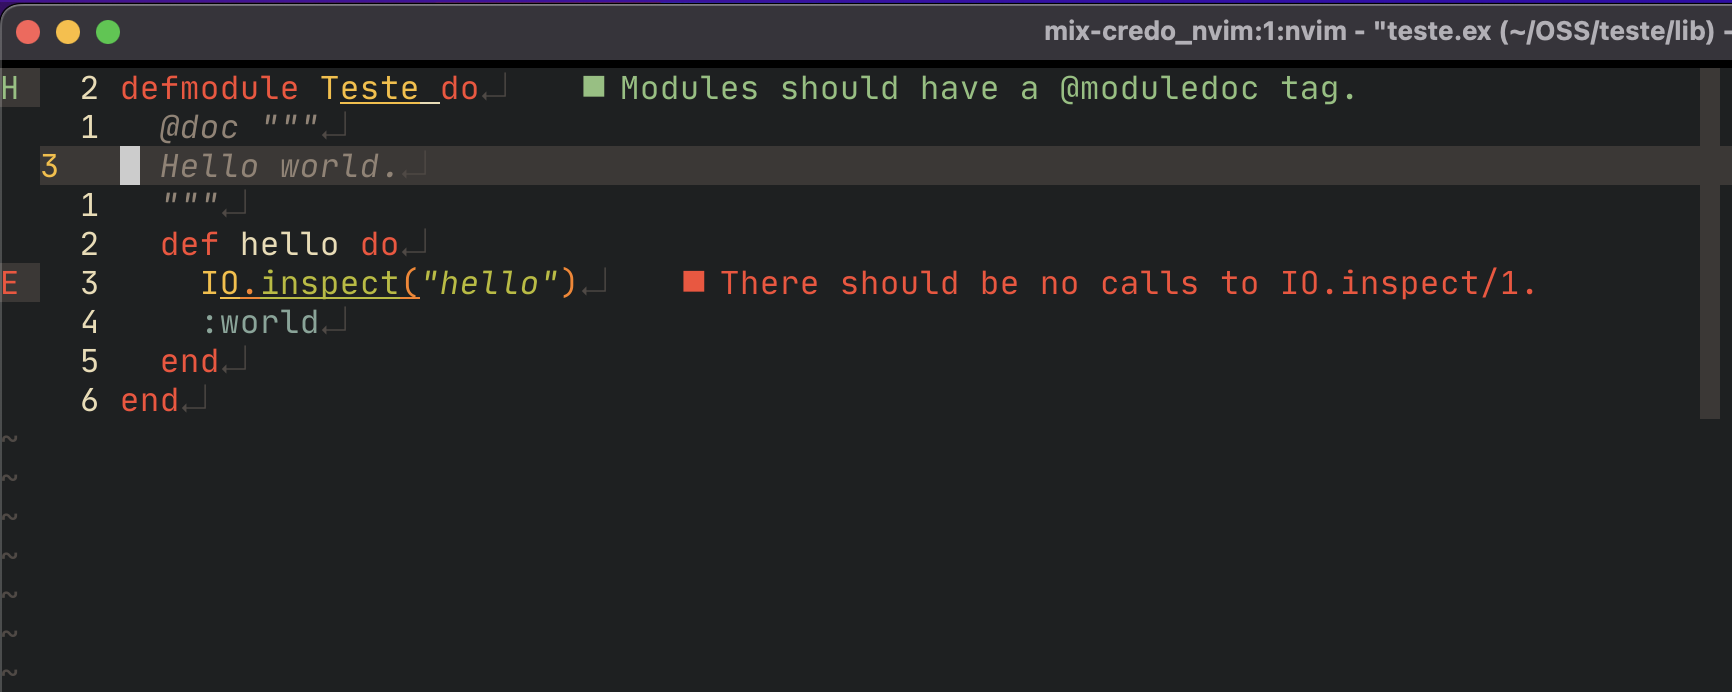 mix-credo_nvim:1:nvim - "teste.ex (~/OSS/teste/lib) -
H 2 defmodule Teste do ■ Modules should have a @moduledoc tag.
1 @doc """
3 Hello world.
1 """
2 def hello do
E 3 IO.inspect("hello") ■ There should be no calls to IO.inspect/1.
4 :world
5 end
6 end
~
~
~
~
~
~
~